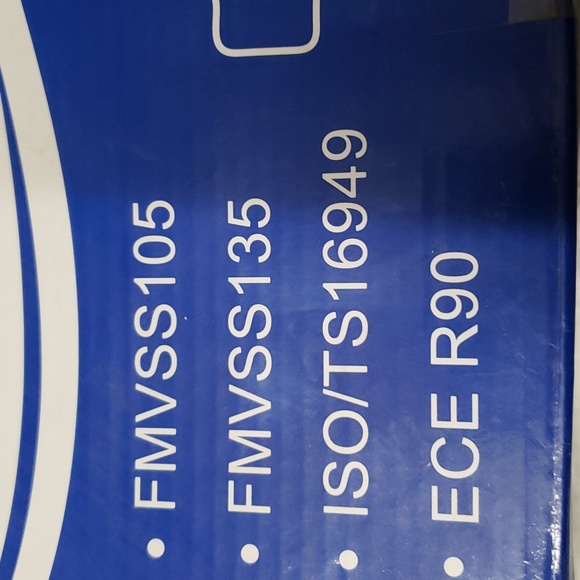 • FMVSS105
• FMVSS135
• ISO/TS16949
• ECE R90